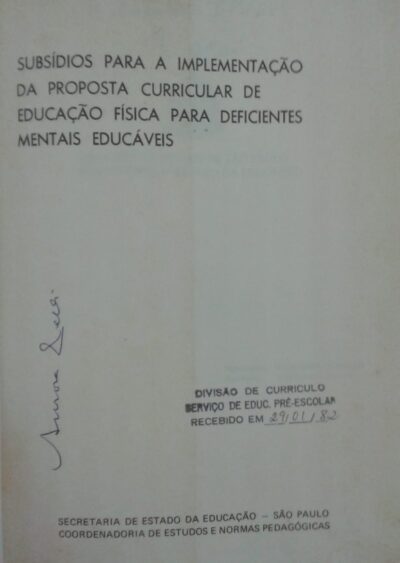 SUBSÍDIOS PARA A IMPLEMENTAÇÃO
DA PROPOSTA CURRICULAR DE
EDUCAÇÃO FÍSICA PARA DEFICIENTES
MENTAIS EDUCÁVEIS
DIVISÃO DE CURRICULO
SERVIÇO DE EDUC. PRÉ-ESCOLAR
RECEBIDO EM 29/01/82
SECRETARIA DE ESTADO DA EDUCAÇÃO – SÃO PAULO
COORDENADORIA DE ESTUDOS E NORMAS PEDAGÓGICAS